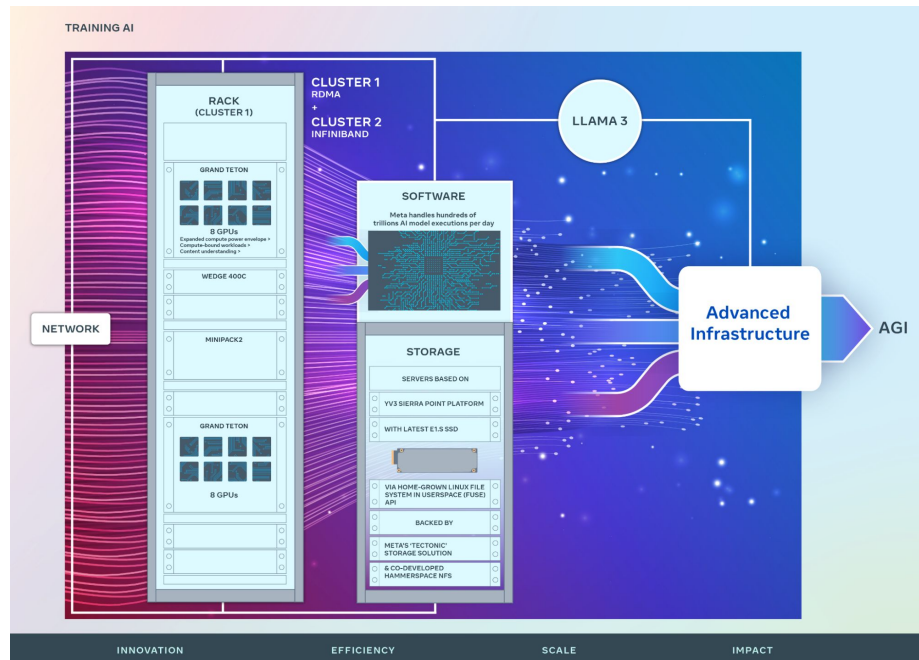 TRAINING AI
CLUSTER 1
RDMA
+
CLUSTER 2
INFINIBAND
RACK
(CLUSTER 1)
GRAND TETON
8 GPUs
Expanded compute power envelope +
Compute-bound workloads +
Content understanding +
WEDGE 400C
MINIPACK2
GRAND TETON
8 GPUs
NETWORK
SOFTWARE
Meta handles hundreds of
trillions AI model executions per day
STORAGE
SERVERS BASED ON
YV3 SIERRA POINT PLATFORM
WITH LATEST E1.S SSD
VIA HOME-GROWN LINUX FILE
SYSTEM IN USERSPACE (FUSE)
API
BACKED BY
META'S 'TECTONIC'
STORAGE SOLUTION
& CO-DEVELOPED
HAMMERSPACE NFS
LLAMA 3
Advanced
Infrastructure
AGI
INNOVATION
EFFICIENCY
SCALE
IMPACT